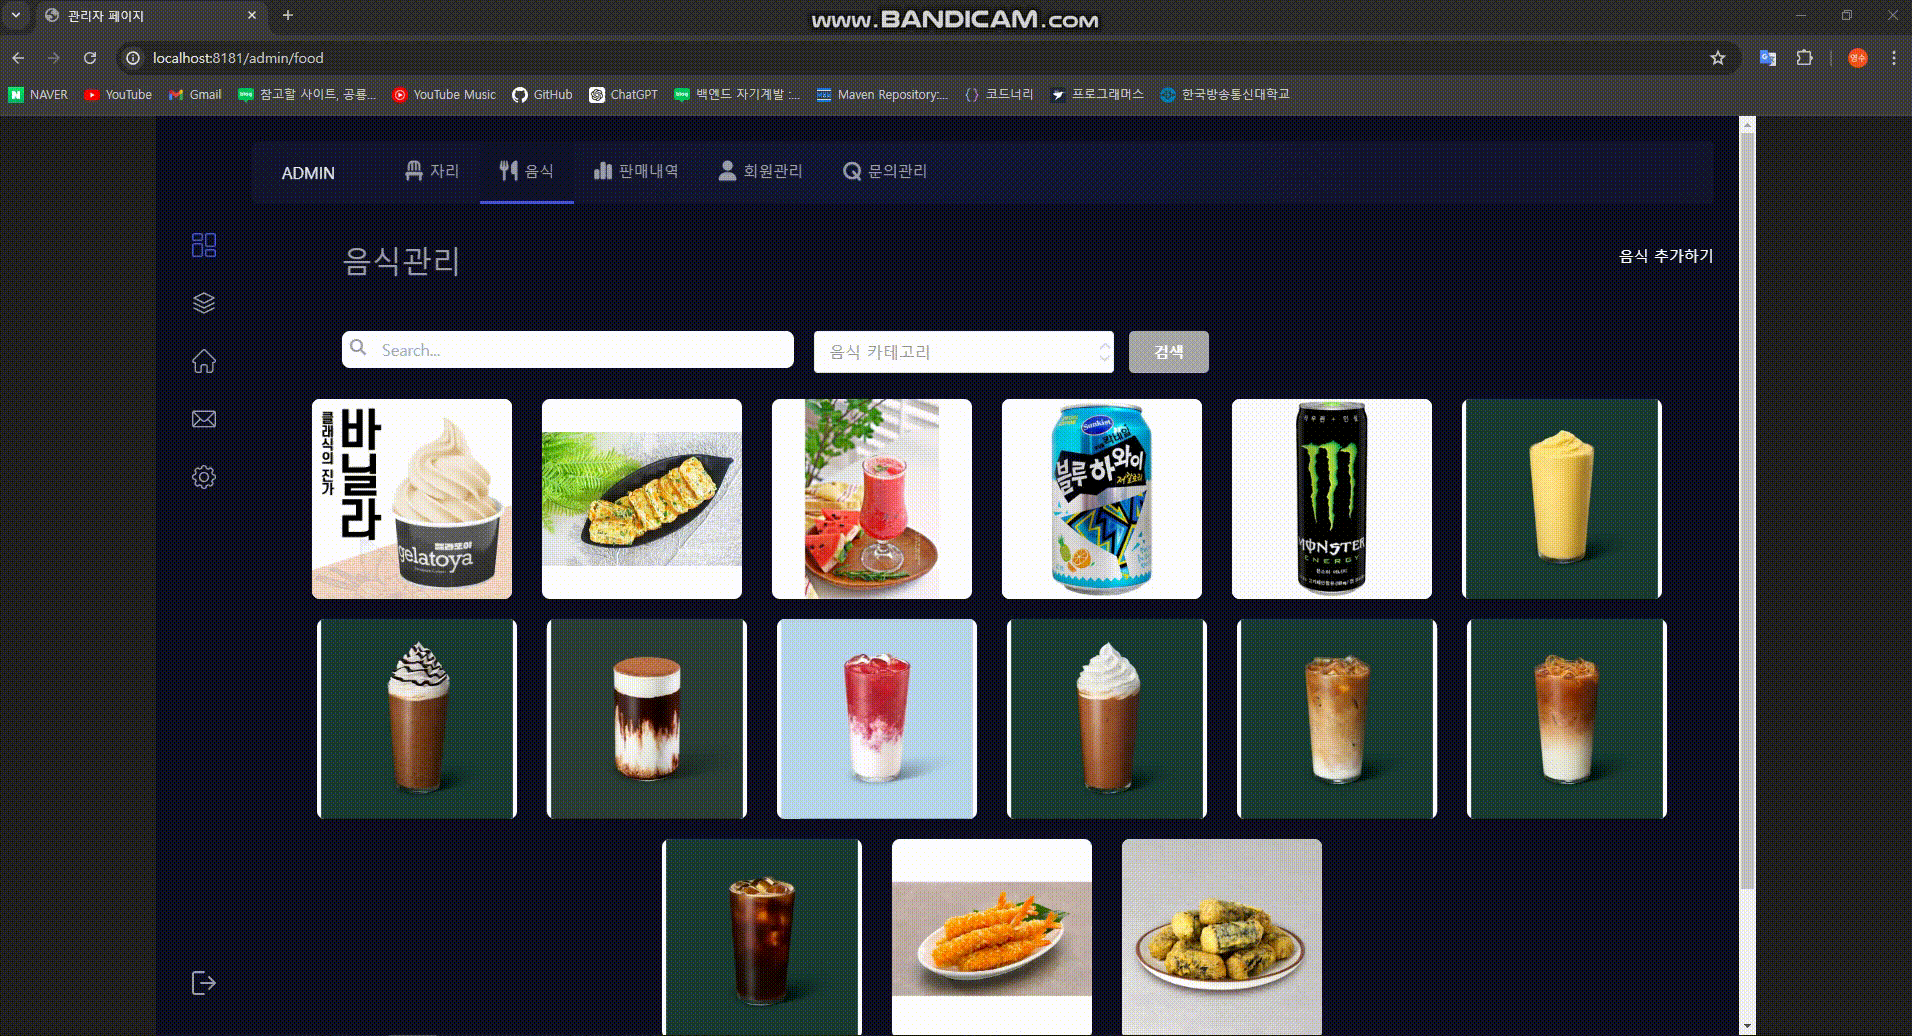 관리자 페이지
www.BANDICAM.com
localhost:8181/admin/food
영수
NAVER
YouTube
Gmail
참고할 사이트, 공룡...
YouTube Music
GitHub
ChatGPT
백엔드 자기계발 :...
Maven Repository:...
코드너리
프로그래머스
한국방송통신대학교
ADMIN
자리
음식
판매내역
회원관리
문의관리
음식관리
음식 추가하기
Search...
음식 카테고리
검색
클래식의 진가
바닐라
젤라또야
gelatoya
Sunkist
블루하와이
MONSTER
ENERGY